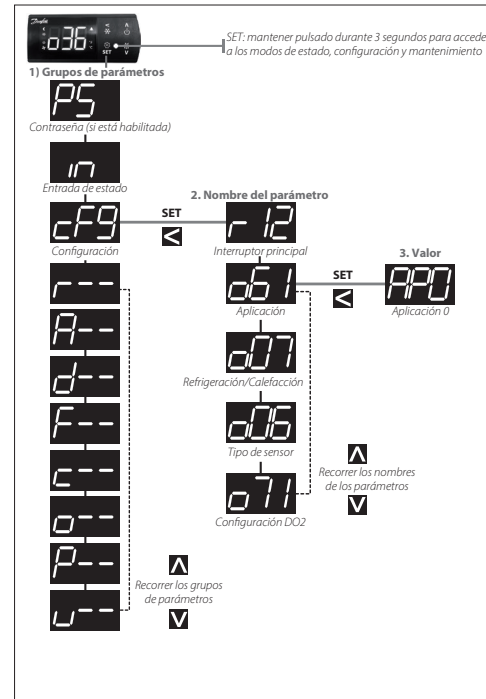 Danfoss
036
SET
SET: mantener pulsado durante 3 segundos para accede
a los modos de estado, configuración y mantenimiento
1) Grupos de parámetros
PS
Contraseña (si está habilitada)
in
Entrada de estado
cFg
Configuración
r--
A--
d--
F--
c--
o--
P--
u--
Recorrer los grupos
de parámetros
SET
2. Nombre del parámetro
r12
Interruptor principal
o61
Aplicación
o07
Refrigeración/Calefacción
o06
Tipo de sensor
o71
Configuración DO2
Recorrer los nombres
de los parámetros
SET
3. Valor
AP0
Aplicación 0